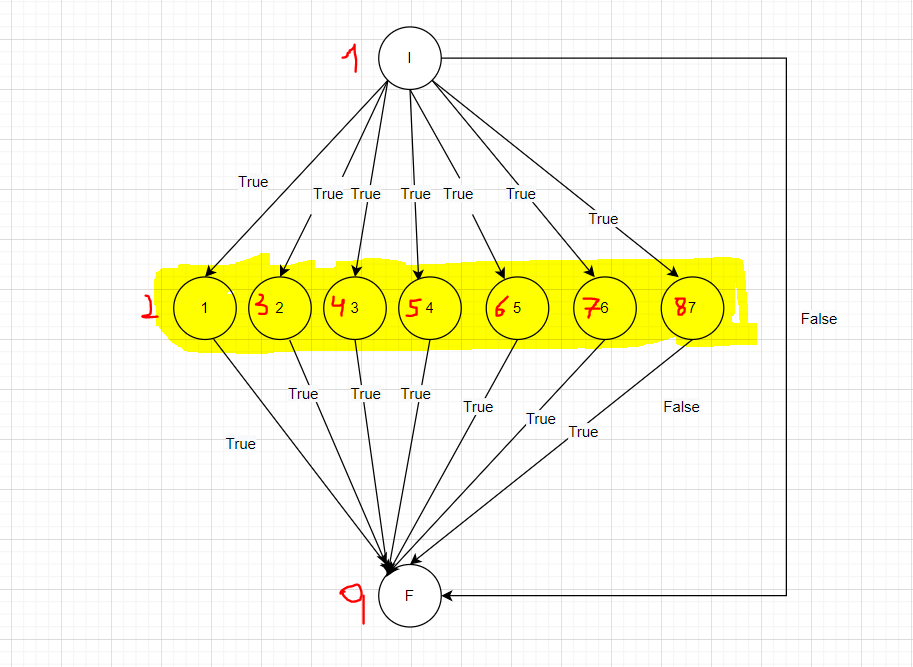 1 I
True
True True True True True
True
2 1 3 2 4 3 5 4 6 5 7 6 8 7
False
True True True
True False
True
True
True
9 F